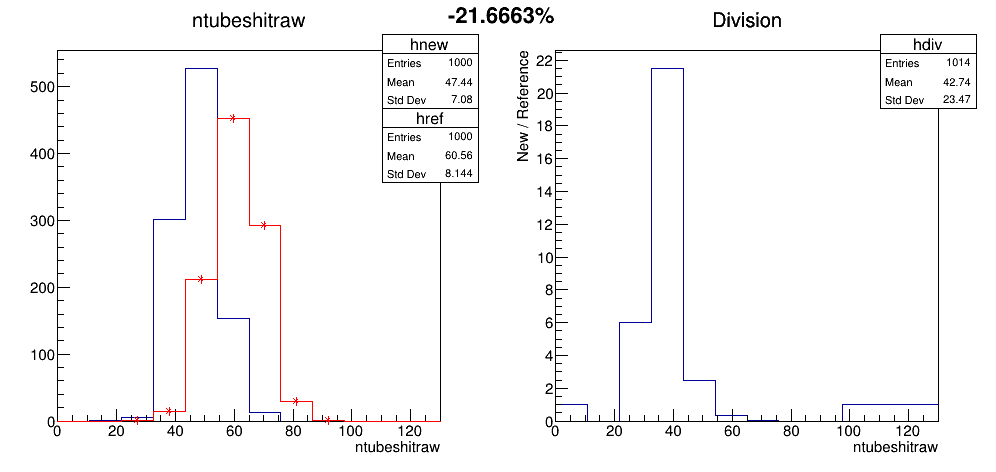 -21.6663%
ntubeshitraw
hnew
Entries 1000
Mean 47.44
Std Dev 7.08
href
Entries 1000
Mean 60.56
Std Dev 8.144
500
400
300
200
100
0
0 20 40 60 80 100 120
ntubeshitraw
Division
hdiv
Entries 1014
Mean 42.74
Std Dev 23.47
New / Reference
22
20
18
16
14
12
10
8
6
4
2
0
0 20 40 60 80 100 120
ntubeshitraw